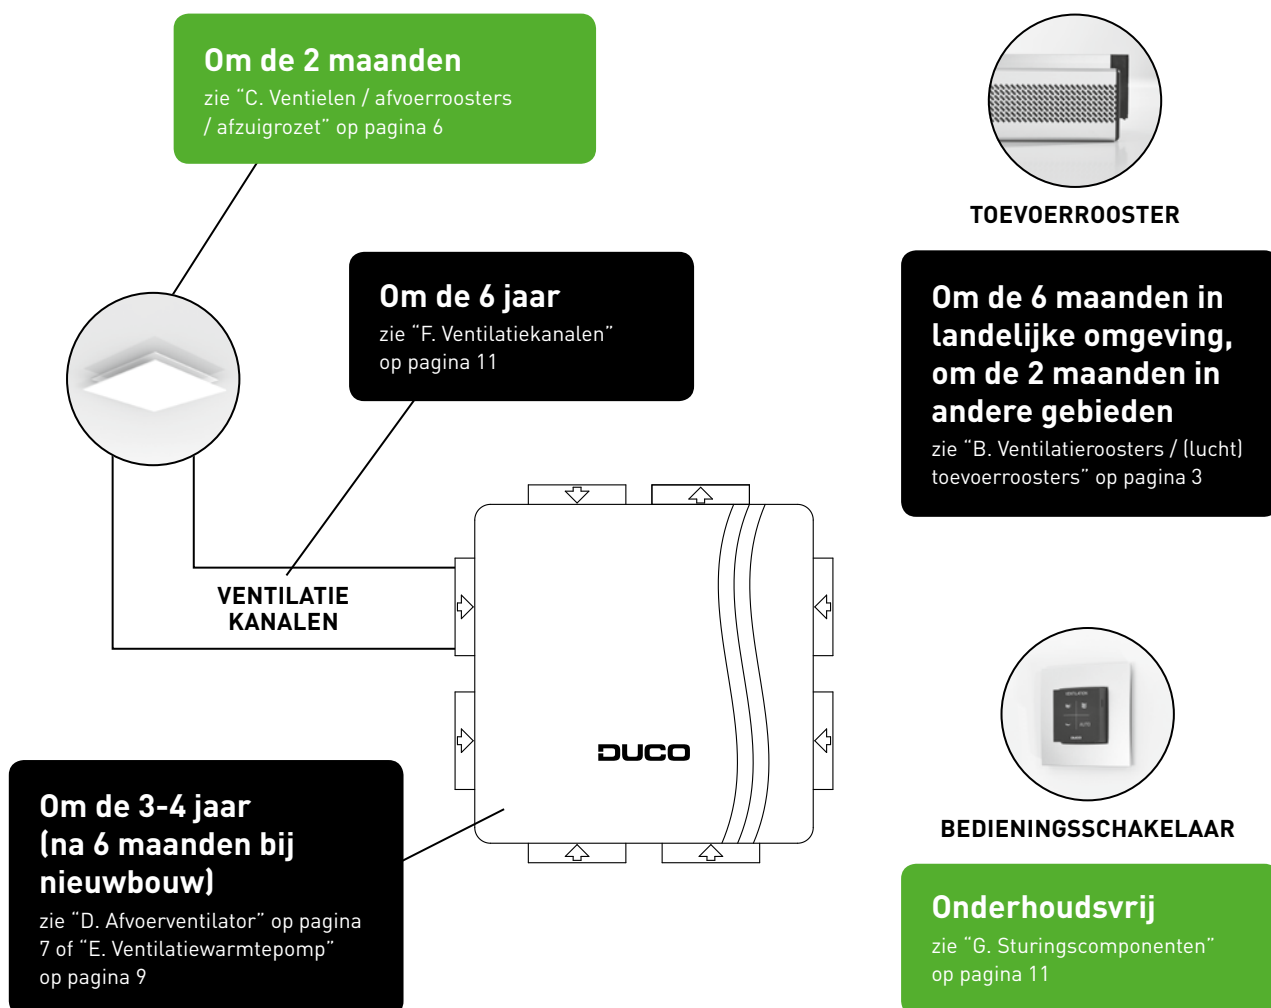 Om de 2 maanden
zie “C. Ventielen / afvoerroosters
/ afzuigrozet” op pagina 6
TOEVOERROOSTER
Om de 6 jaar
zie “F. Ventilatiekanalen”
op pagina 11
Om de 6 maanden in
landelijke omgeving,
om de 2 maanden in
andere gebieden
zie “B. Ventilatieroosters / (lucht)
toevoerroosters” op pagina 3
VENTILATIE
KANALEN
DUCO
VENTILATION
AUTO
BEDIENINGSSCHAKELAAR
Om de 3-4 jaar
(na 6 maanden bij
nieuwbouw)
zie “D. Afvoerventilator” op pagina
7 of “E. Ventilatiewarmtepomp”
op pagina 9
Onderhoudsvrij
zie “G. Sturingscomponenten”
op pagina 11